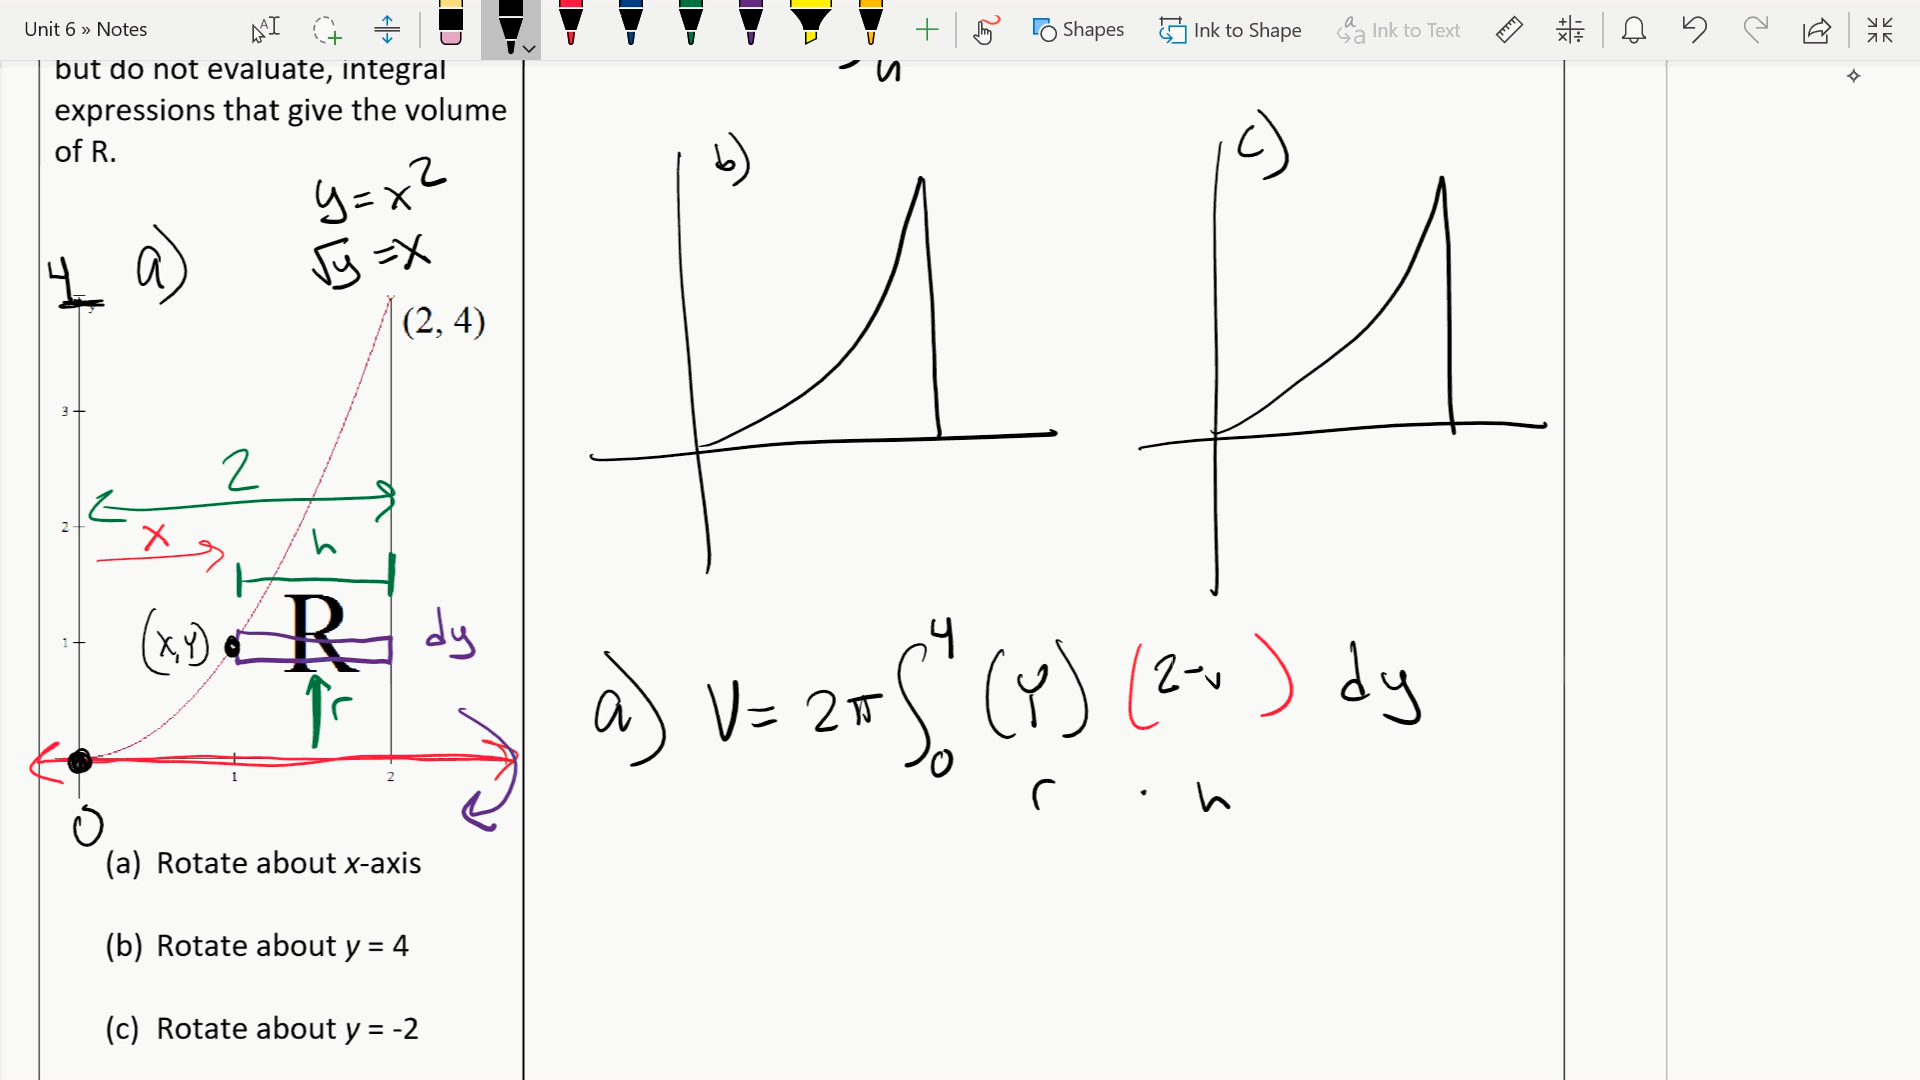 Unit 6 » Notes
Shapes
Ink to Shape
Ink to Text
but do not evaluate, integral
expressions that give the volume
of R.
y = x²
√y = x
4 a)
(2, 4)
3
2
x
2
h
R
(x,y)
dy
1
r
1
2
0
(a) Rotate about x-axis
(b) Rotate about y = 4
(c) Rotate about y = -2
b)
c)
a) V = 2π ∫₀⁴ (y) (2-) dy
r · h